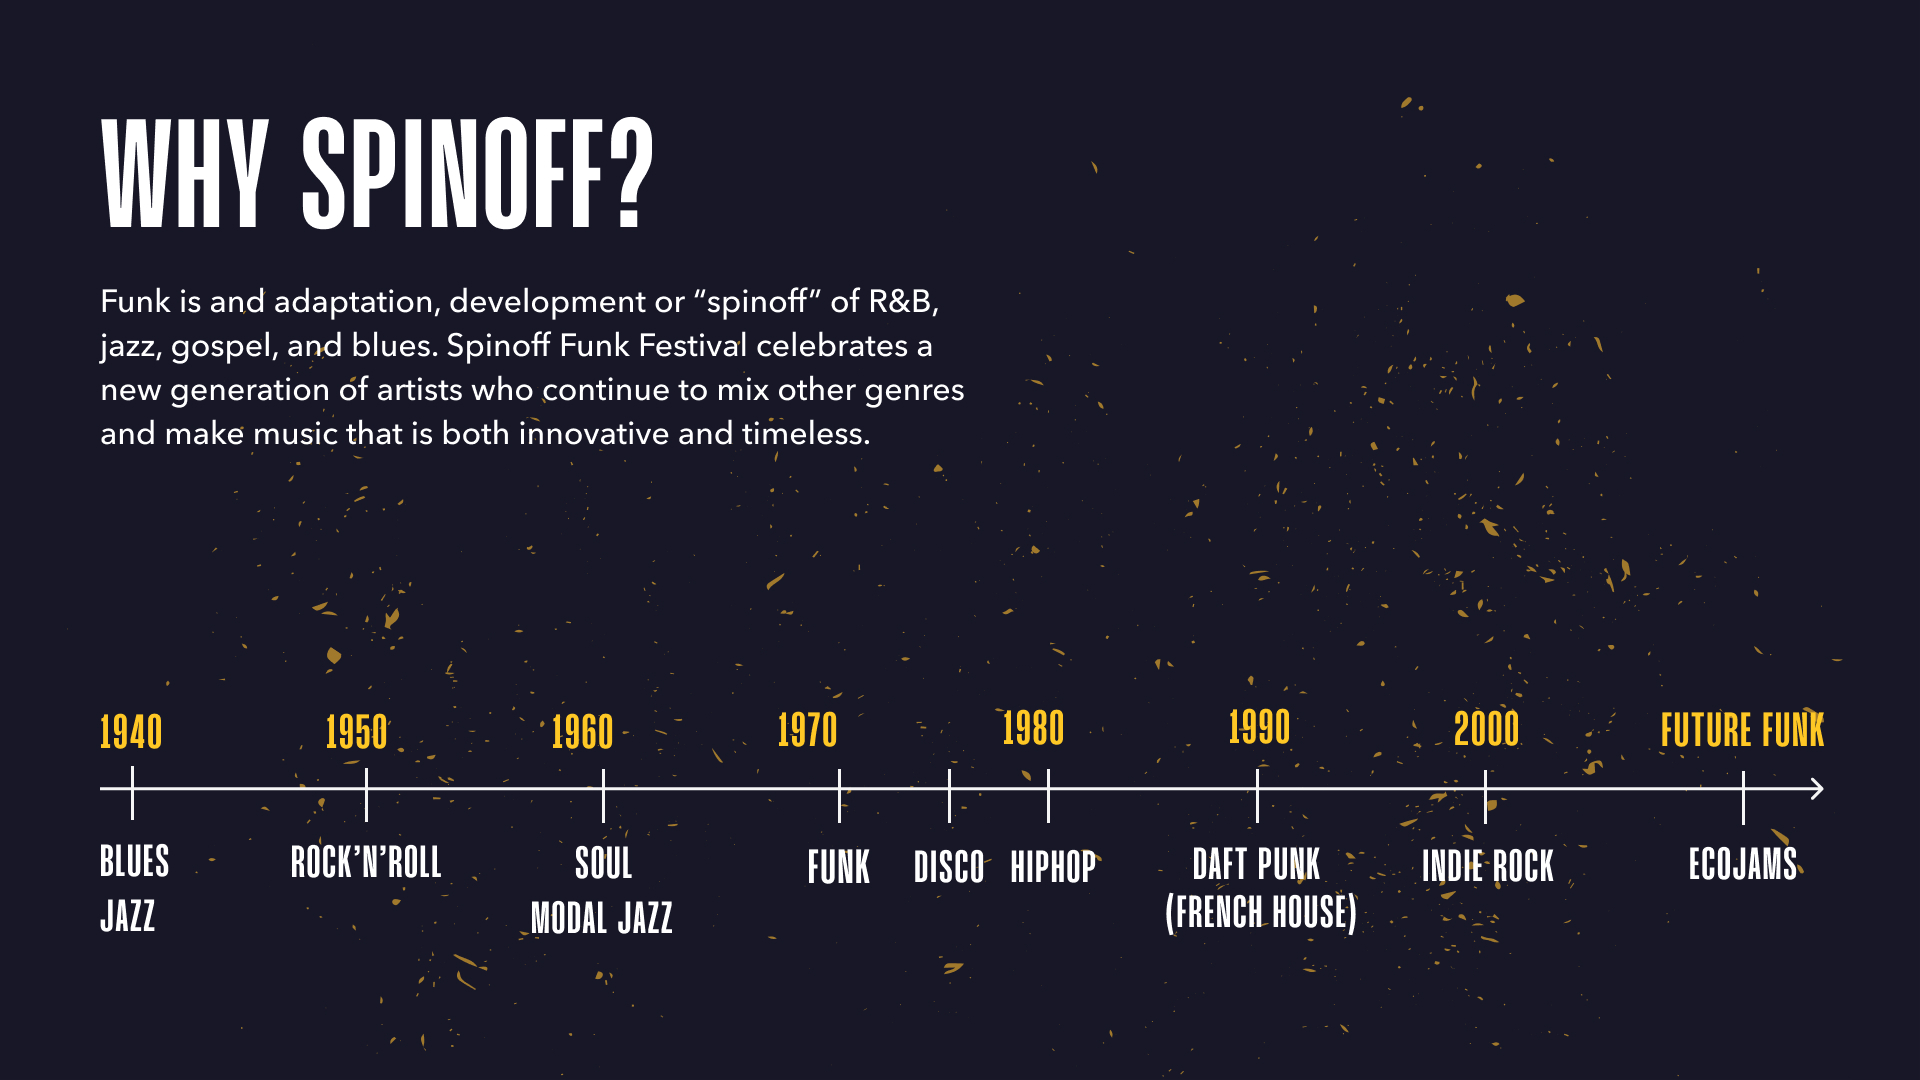 WHY SPINOFF?
Funk is and adaptation, development or “spinoff” of R&B,
jazz, gospel, and blues. Spinoff Funk Festival celebrates a
new generation of artists who continue to mix other genres
and make music that is both innovative and timeless.
1940 1950 1960 1970 1980 1990 2000 FUTURE FUNK
BLUES ROCK’N’ROLL SOUL FUNK DISCO HIPHOP DAFT PUNK INDIE ROCK ECOJAMS
JAZZ MODAL JAZZ (FRENCH HOUSE)